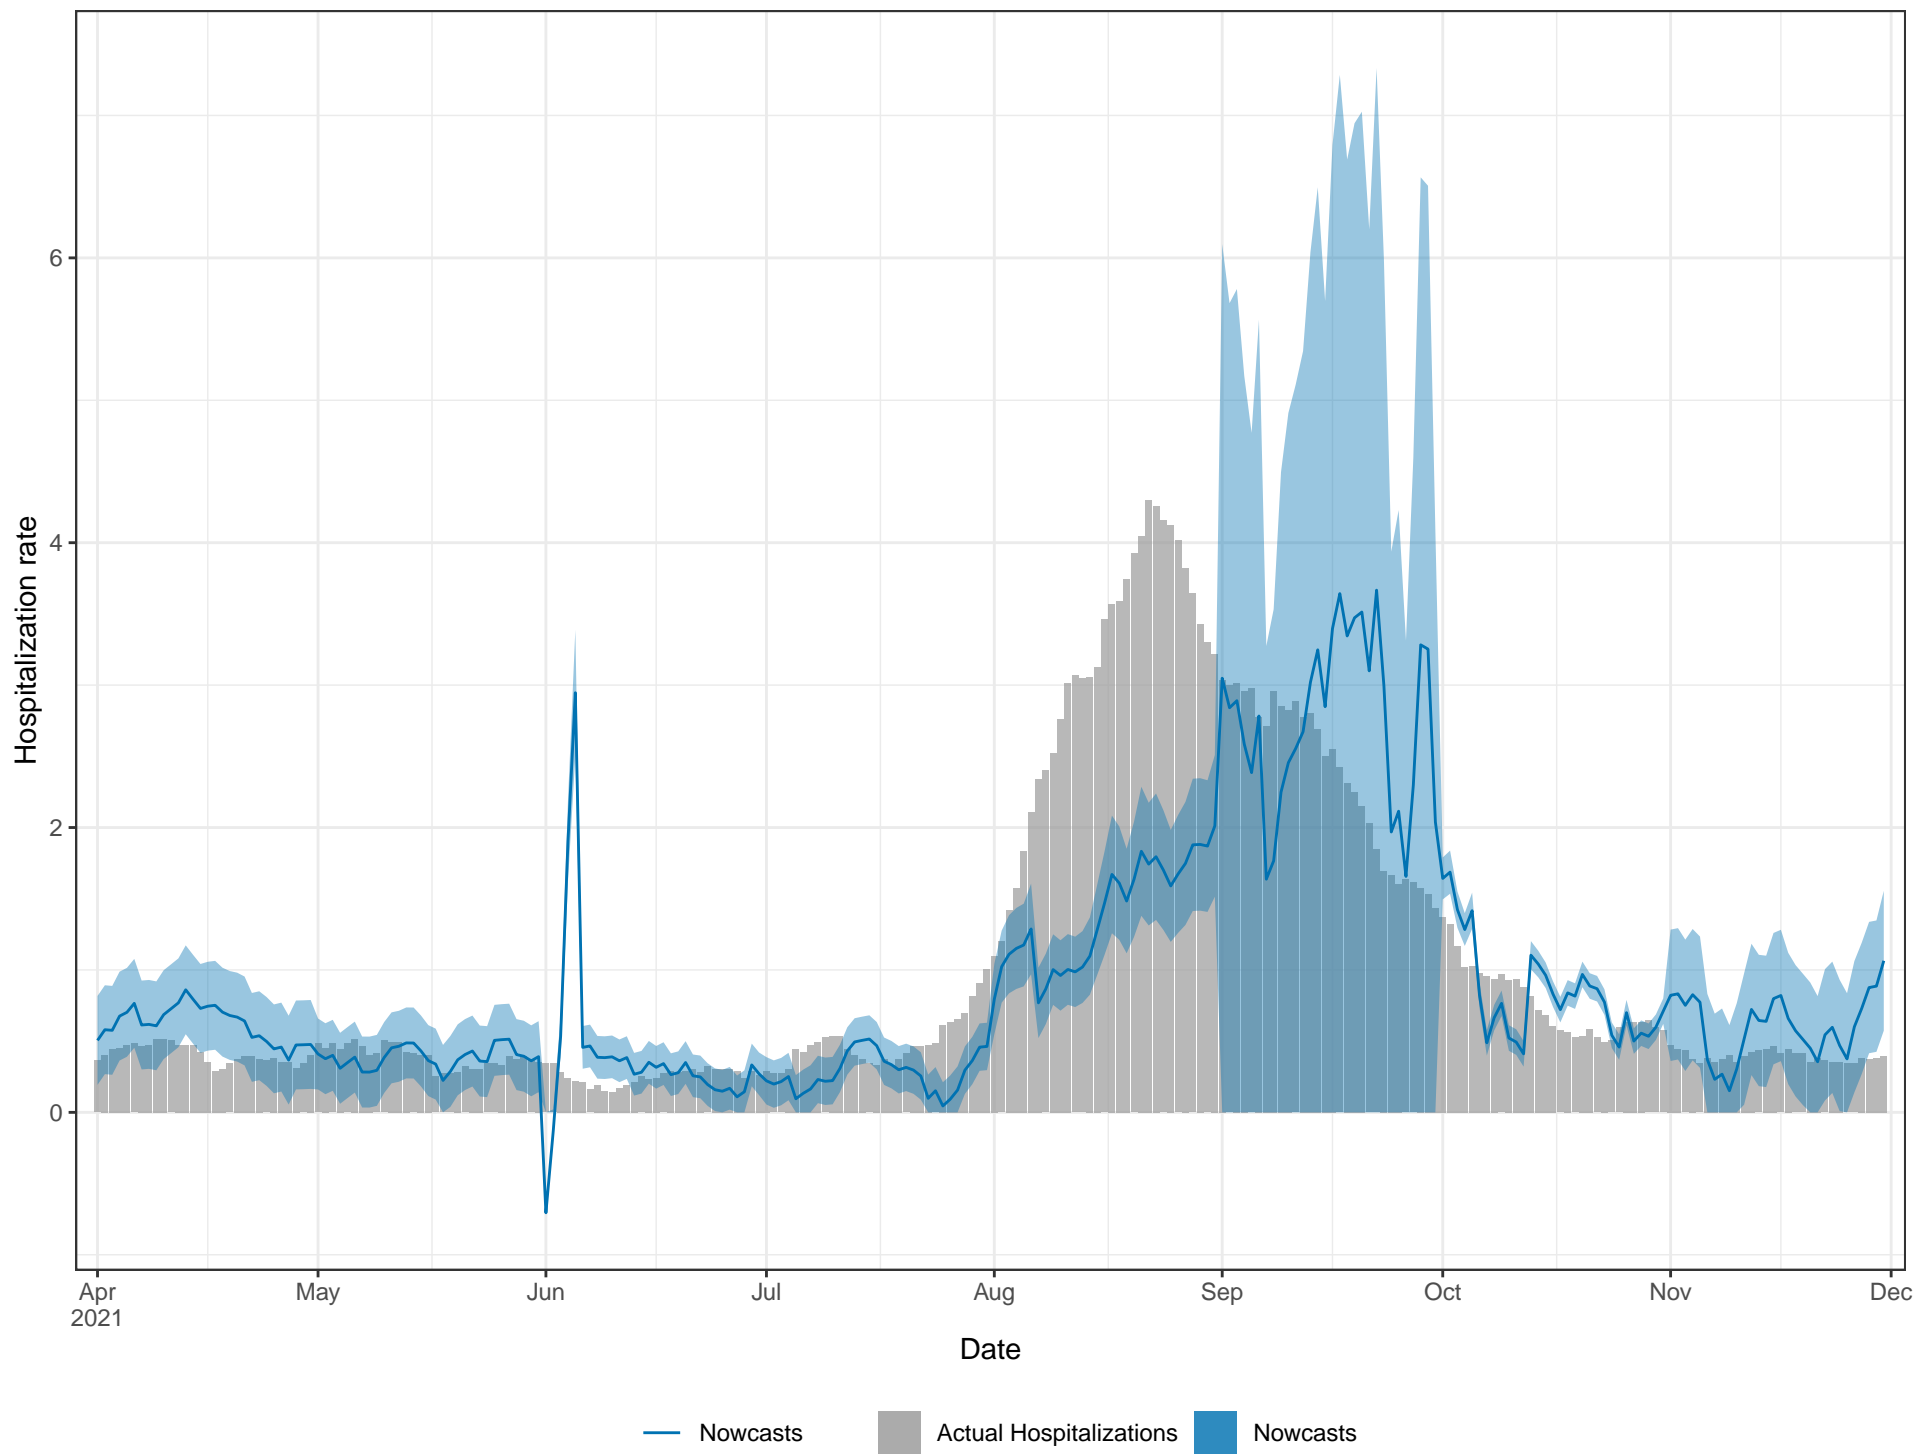 Hospitalization rate
6
4
2
0
Apr May Jun Jul Aug Sep Oct Nov Dec
2021
Date
Nowcasts Actual Hospitalizations Nowcasts